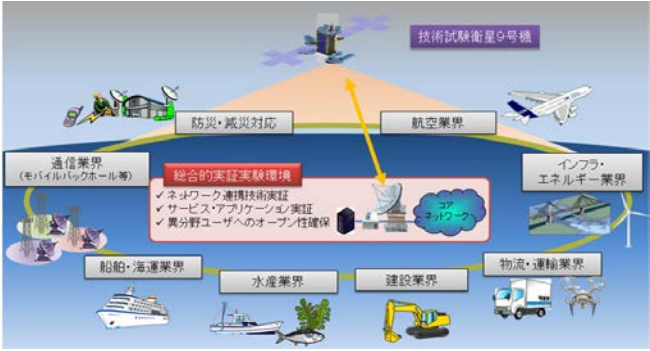 技術試験衛星9号機
防災・減災対応
航空業界
通信業界
(モバイルバックホール等)
総合的実証実験環境
✓ ネットワーク連携技術実証
✓ サービス・アプリケーション実証
✓ 異分野ユーザへのオープン性確保
コア
ネットワーク
インフラ・
エネルギー業界
船舶・海運業界
水産業界
建設業界
物流・運輸業界